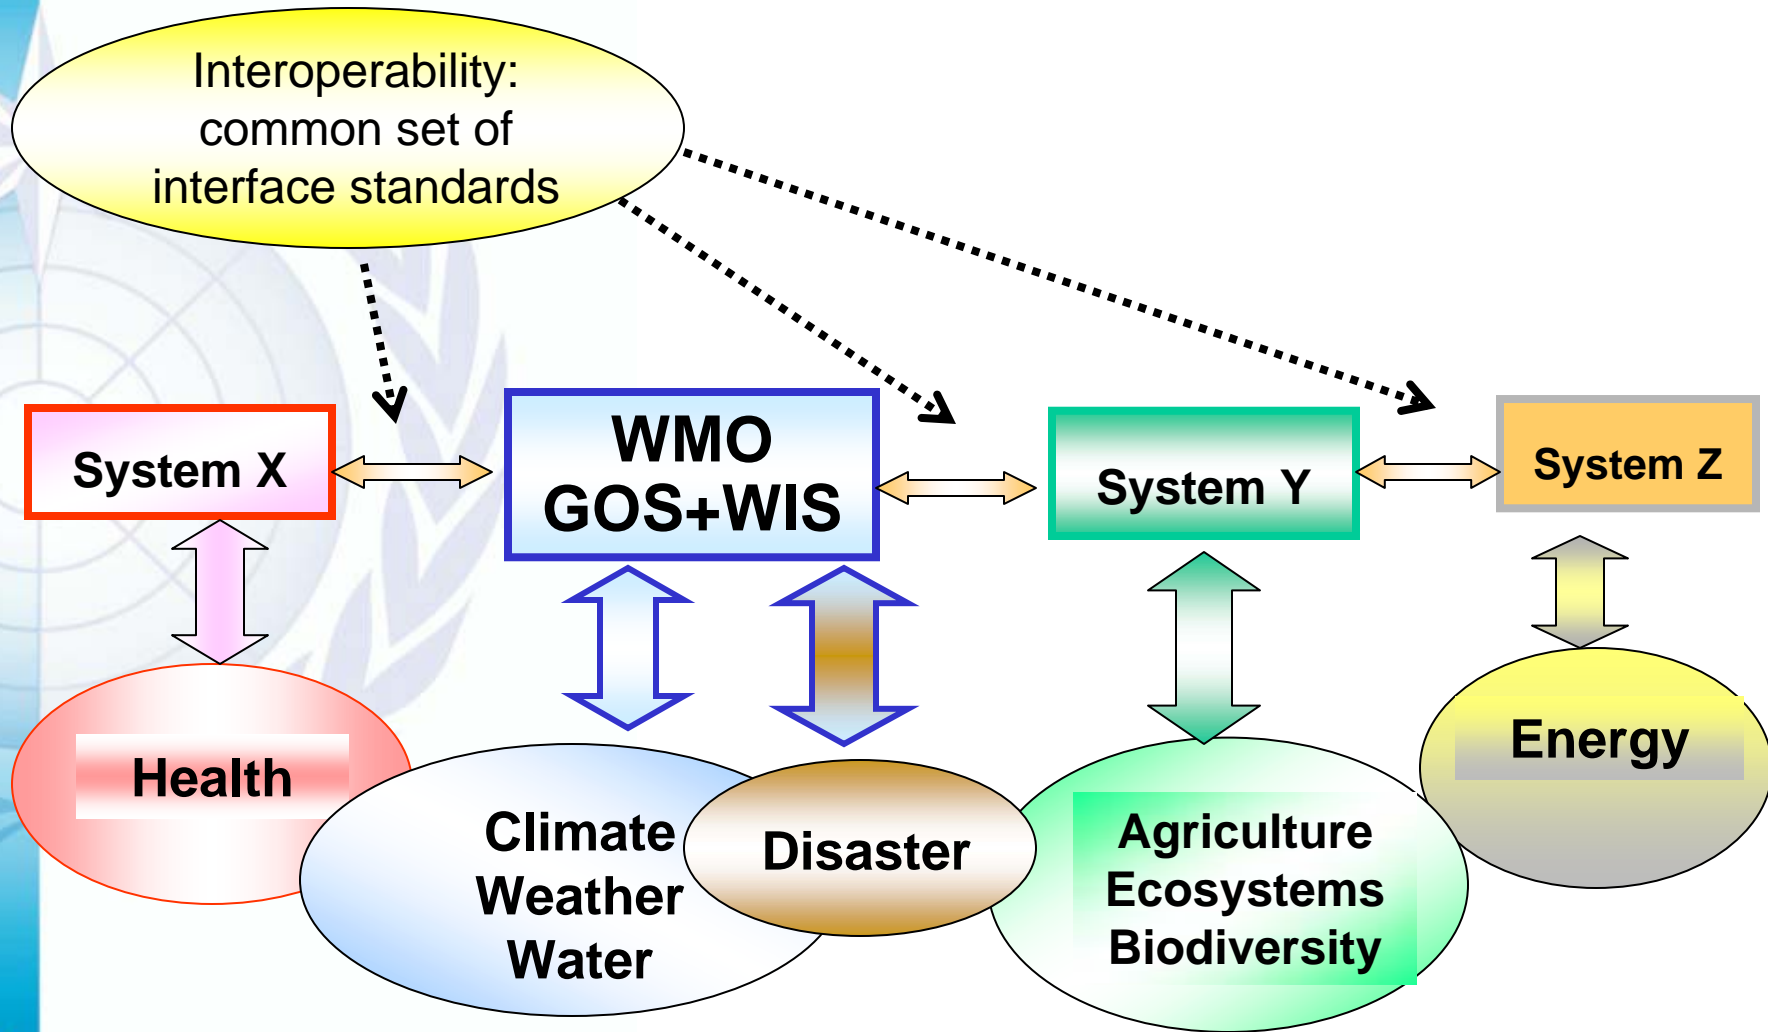 Interoperability:
common set of
interface standards
System X
WMO
GOS+WIS
System Y
System Z
Health
Climate
Weather
Water
Disaster
Agriculture
Ecosystems
Biodiversity
Energy